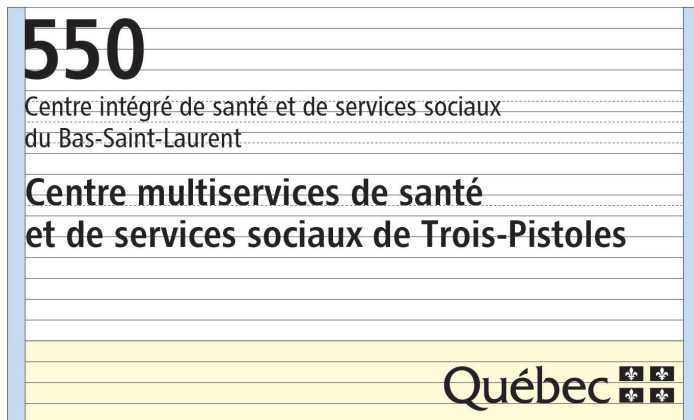 550
Centre intégré de santé et de services sociaux
du Bas-Saint-Laurent
Centre multiservices de santé
et de services sociaux de Trois-Pistoles
Québec